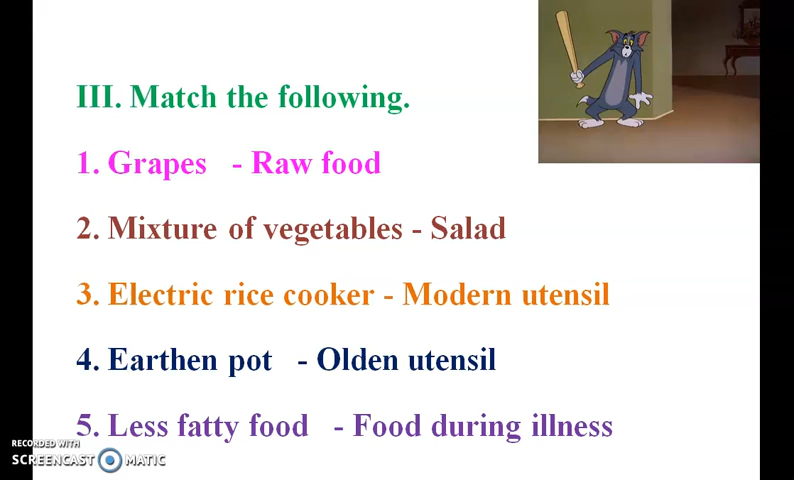 III. Match the following.
1. Grapes - Raw food
2. Mixture of vegetables - Salad
3. Electric rice cooker - Modern utensil
4. Earthen pot - Olden utensil
5. Less fatty food - Food during illness
RECORDED WITH
SCREENCAST MATIC